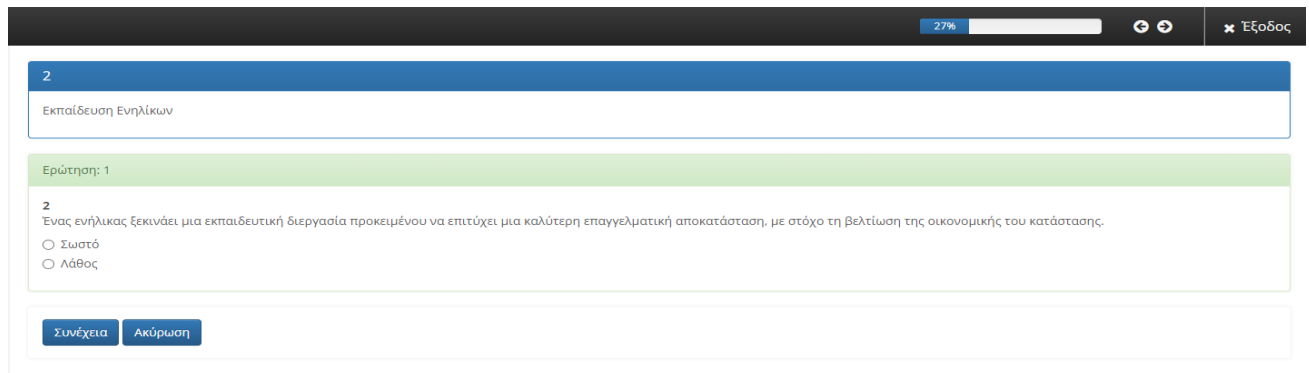 27%
Έξοδος
2
Εκπαίδευση Ενηλίκων
Ερώτηση: 1
2
Ένας ενήλικας ξεκινάει μια εκπαιδευτική διεργασία προκειμένου να επιτύχει μια καλύτερη επαγγελματική αποκατάσταση, με στόχο τη βελτίωση της οικονομικής του κατάστασης.
Σωστό
Λάθος
Συνέχεια Ακύρωση